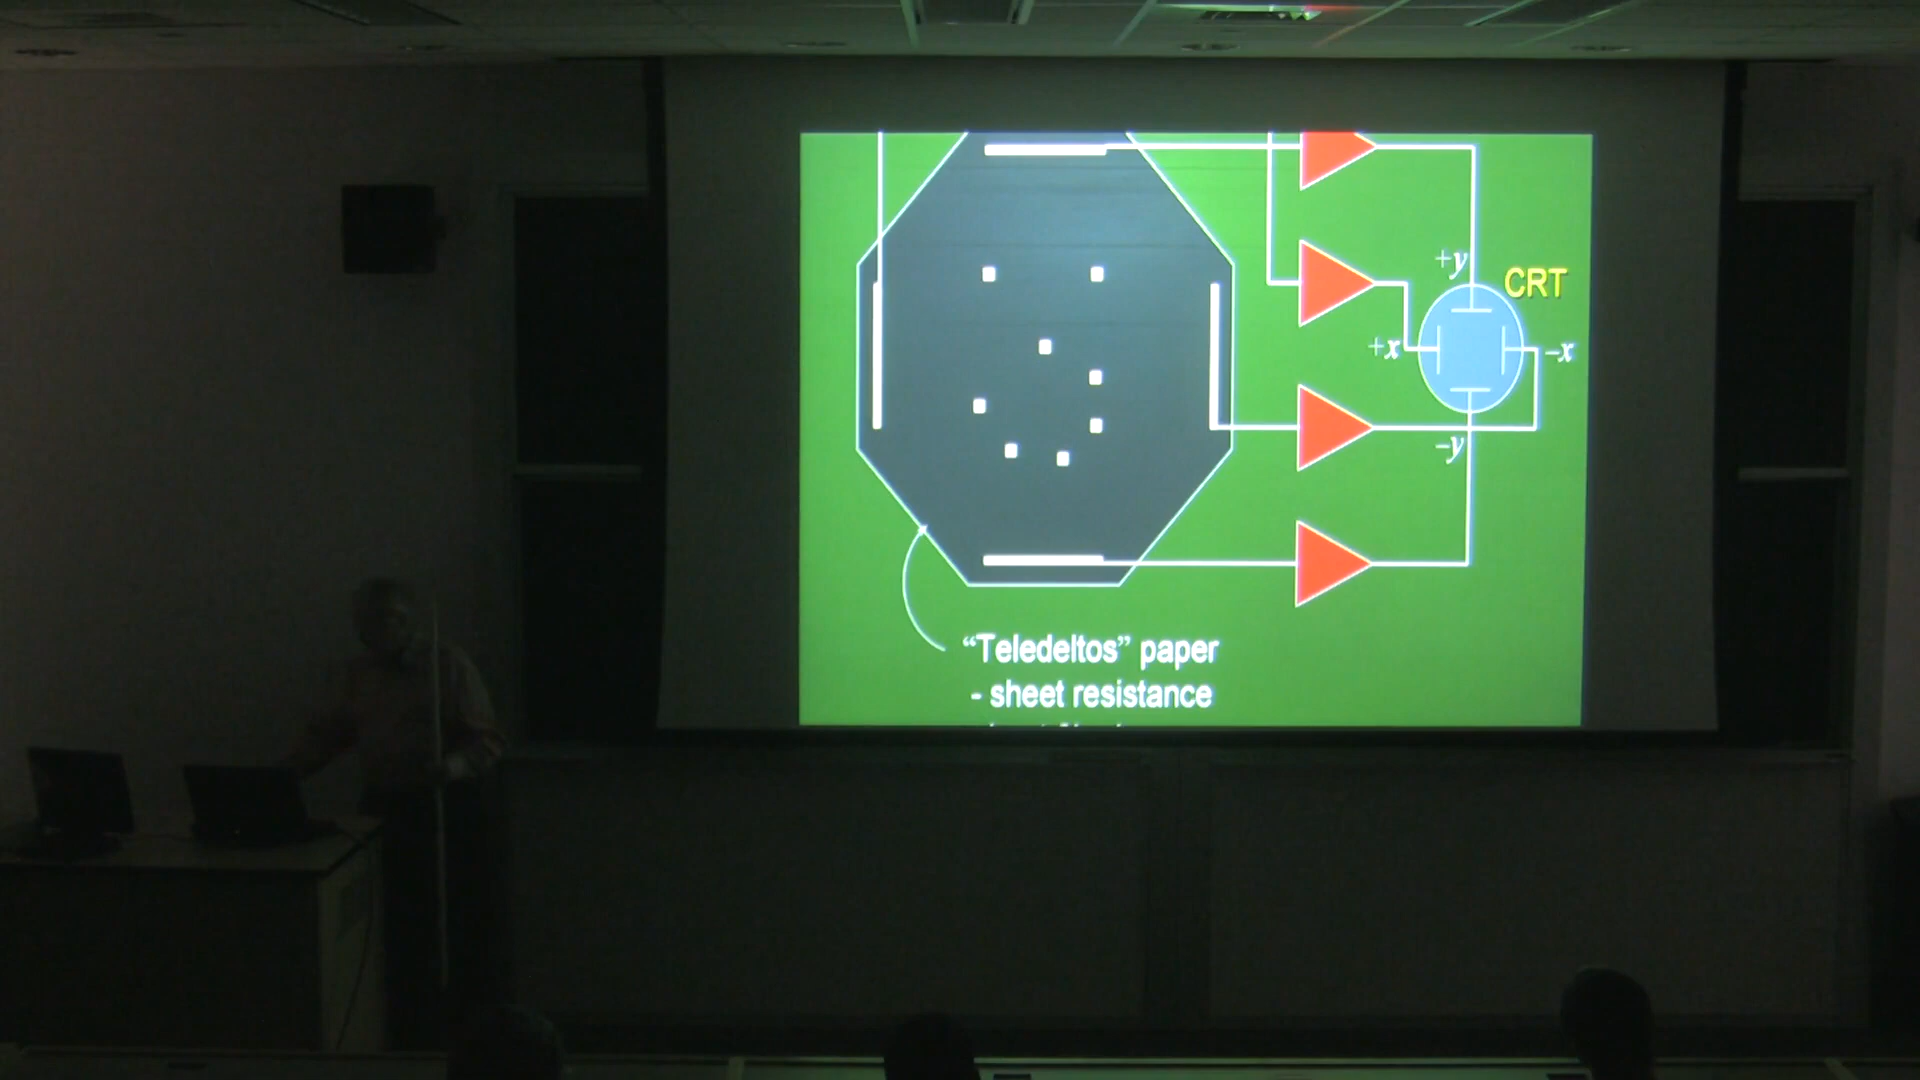 +y
CRT
+x
–x
–y
“Teledeltos” paper
- sheet resistance